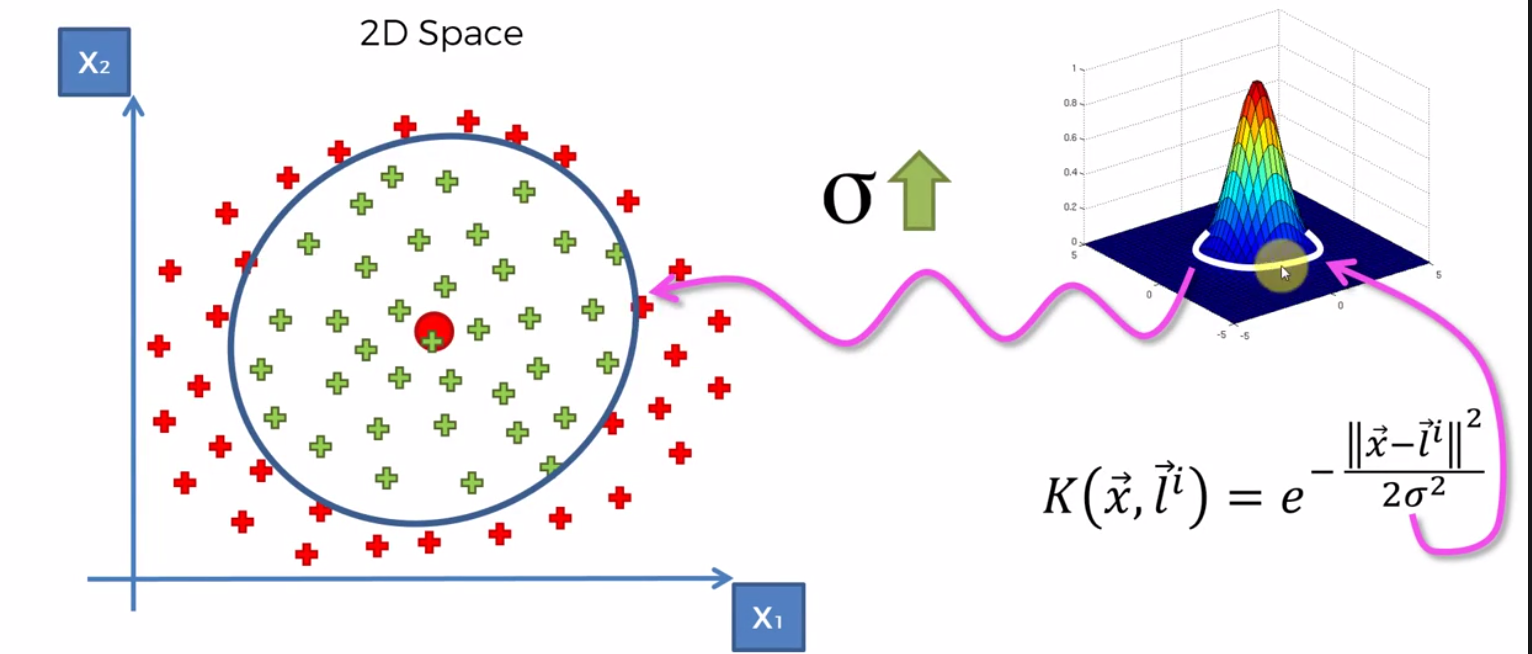 2D Space
X₂
σ
1
0.8
0.6
0.4
0.2
0
5
0
-5
-5
0
5
K(x⃗, l⃗ⁱ) = e^(-‖x⃗−l⃗ⁱ‖² / 2σ²)
X₁